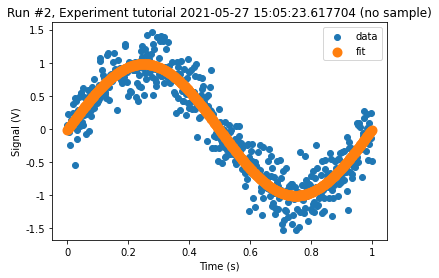 Run #2, Experiment tutorial 2021-05-27 15:05:23.617704 (no sample)
data
fit
1.5
1
0.5
0
-0.5
-1
-1.5
Signal (V)
0
0.2
0.4
0.6
0.8
1
Time (s)